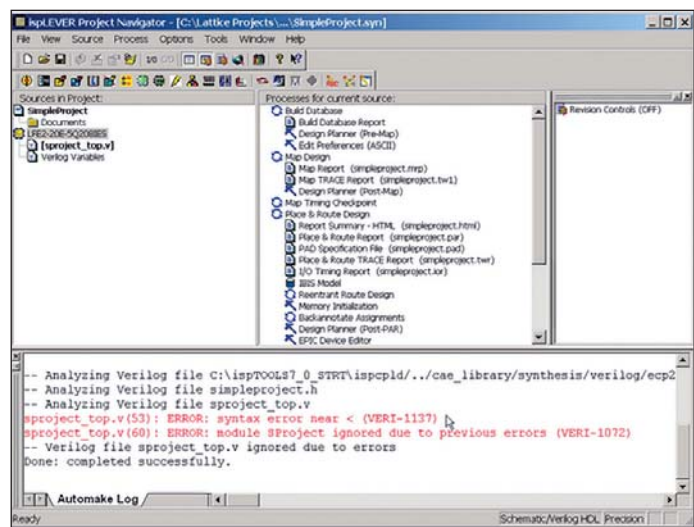 ispLEVER Project Navigator - [C:\Lattke Projects\...\SimpleProject.syn]
File View Source Process Options Tools Window Help
Sources in Project:
SimpleProject
Documents
LFE2-20E-5Q208IES
[sproject_top.v]
Verilog Variables
Processes for current source:
Build Database
Build Database Report
Design Planner (Pre-Map)
Edit Preferences (ASCII)
Map Design
Map Report (simpleproject.mrp)
Map TRACE Report (simpleproject.tw1)
Design Planner (Post-Map)
Map Timing Checkpoint
Place & Route Design
Report Summary - HTML (simpleproject.html)
Place & Route Report (simpleproject.par)
PAD Specification File (simpleproject.pad)
Place & Route TRACE Report (simpleproject.twr)
I/O Timing Report (simpleproject.ior)
IBIS Model
Reentrant Route Design
Memory Initialization
Backannotate Assignments
Design Planner (Post-PAR)
EPIC Device Editor
Revision Controls (OFF)
-- Analyzing Verilog file C:\ispTOOLS7_0_STRT\ispcpld/../cae_library/synthesis/verilog/ecp2
-- Analyzing Verilog file simpleproject.h
-- Analyzing Verilog file sproject_top.v
sproject_top.v(53): ERROR: syntax error near < (VERI-1137)
sproject_top.v(60): ERROR: module SProject ignored due to previous errors (VERI-1072)
-- Verilog file sproject_top.v ignored due to errors
Done: completed successfully.
Automake Log
Ready
Schematic/Verilog HDL Precision